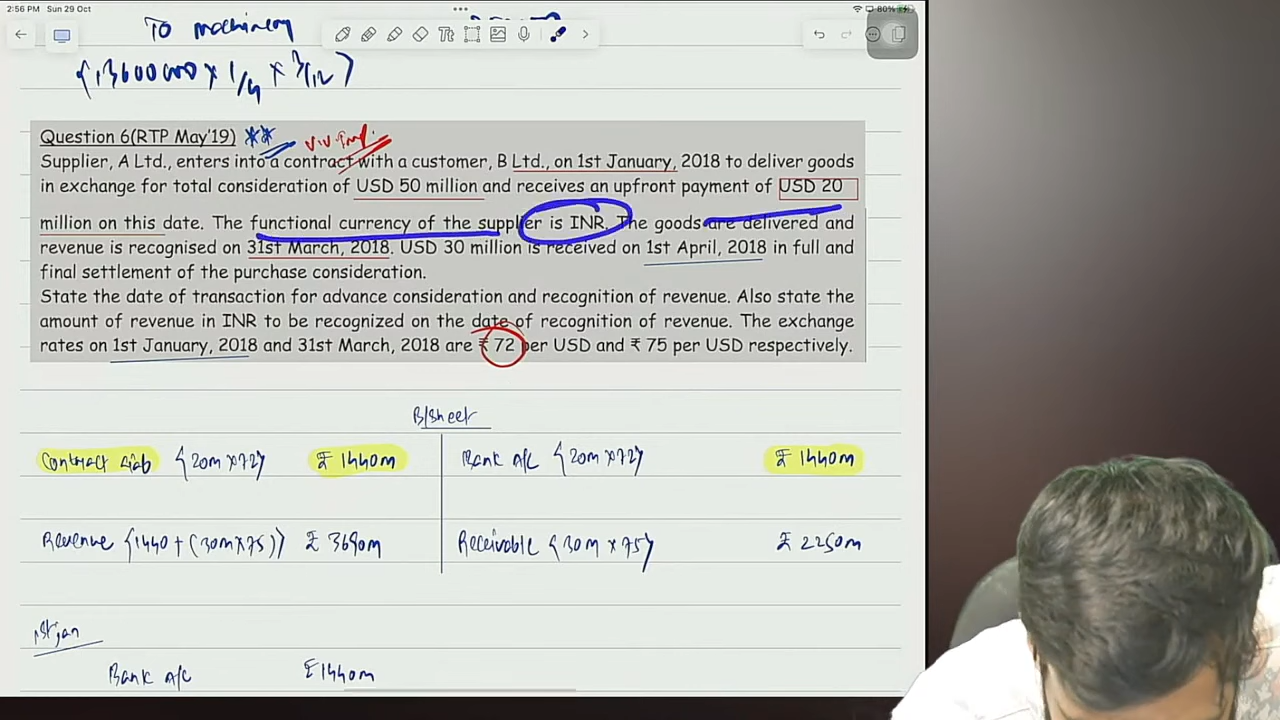 2:56 PM Sun 29 Oct
80%
To machinery
{13600000 x 1/4 x 3/12}
Question 6(RTP May'19) ** v.v.imp.
Supplier, A Ltd., enters into a contract with a customer, B Ltd., on 1st January, 2018 to deliver goods
in exchange for total consideration of USD 50 million and receives an upfront payment of USD 20
million on this date. The functional currency of the supplier is INR. The goods are delivered and
revenue is recognised on 31st March, 2018. USD 30 million is received on 1st April, 2018 in full and
final settlement of the purchase consideration.
State the date of transaction for advance consideration and recognition of revenue. Also state the
amount of revenue in INR to be recognized on the date of recognition of revenue. The exchange
rates on 1st January, 2018 and 31st March, 2018 are ₹ 72 per USD and ₹ 75 per USD respectively.
B/Sheet
Contract Liab {20m x 72} ₹ 1440m Bank A/c {20m x 72} ₹ 1440m
Revenue {1440 + (30m x 75)} ₹ 3690m Receivable {30m x 75} ₹ 2250m
1st Jan
Bank A/c ₹ 1440m